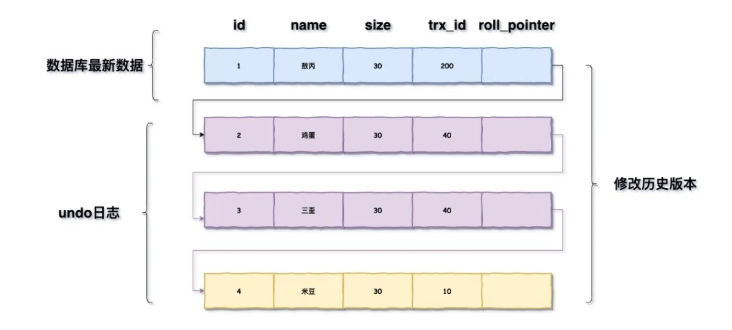 id name size trx_id roll_pointer
数据库最新数据
1 敖丙 30 200
2 鸡蛋 30 40
undo日志
修改历史版本
3 三歪 30 40
4 米豆 30 10